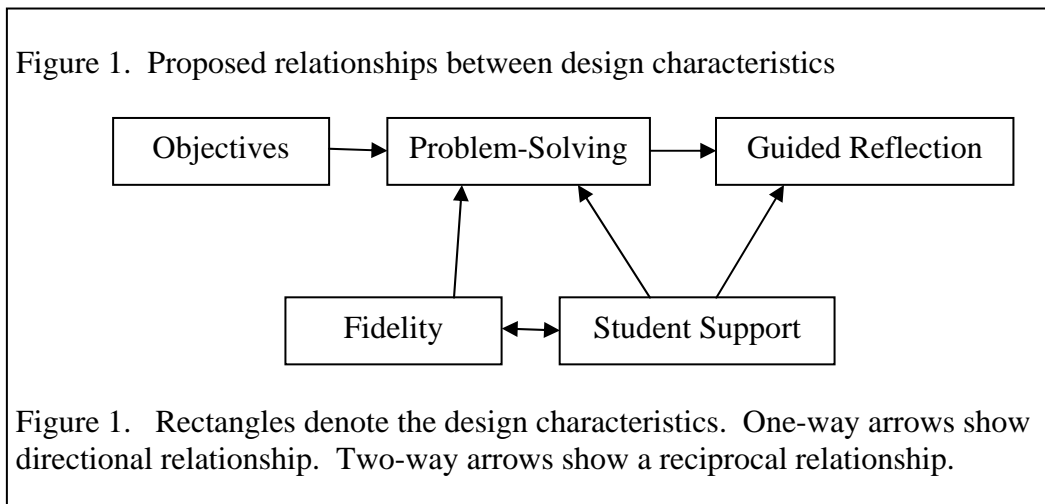 Figure 1.  Proposed relationships between design characteristics
Objectives
Problem-Solving
Guided Reflection
Fidelity
Student Support
Figure 1.   Rectangles denote the design characteristics.  One-way arrows show
directional relationship.  Two-way arrows show a reciprocal relationship.